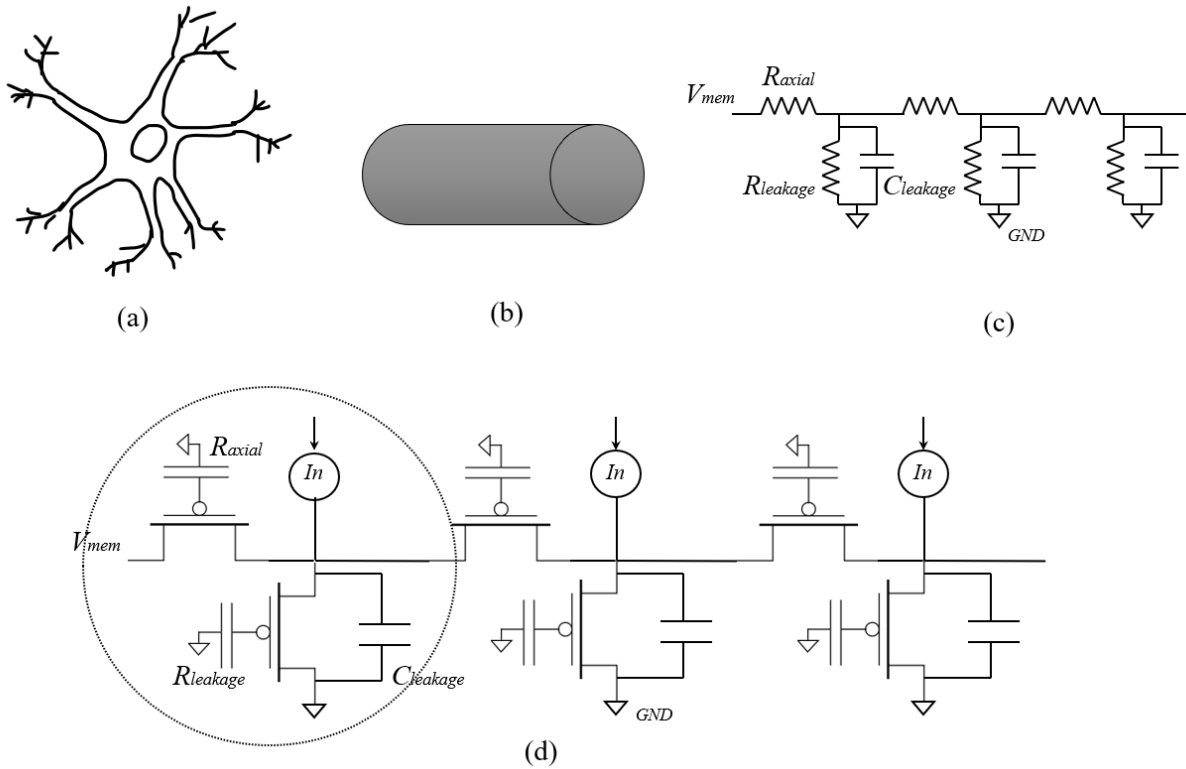 (a)
(b)
V_mem R_axial
R_leakage C_leakage
GND
(c)
R_axial In In In
V_mem
R_leakage C_leakage
GND
(d)